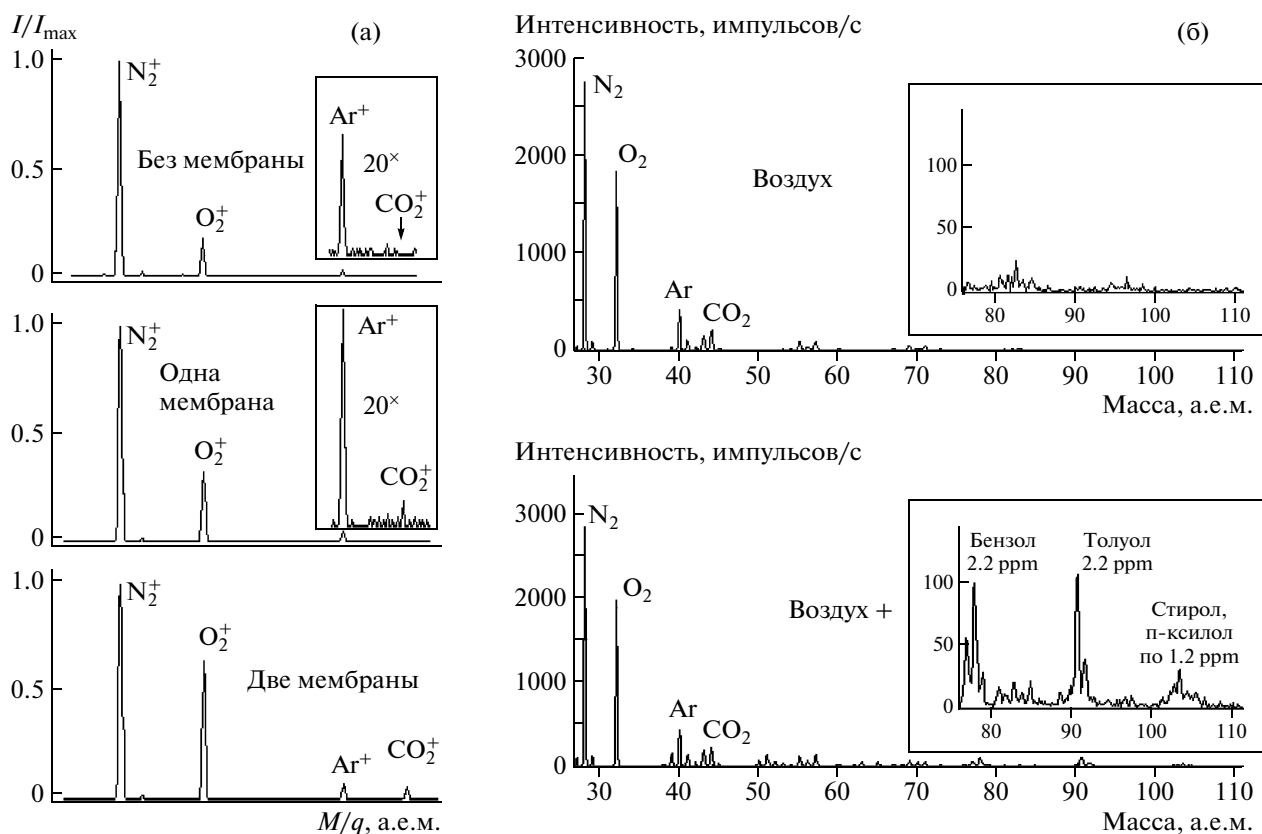 I/Imax
(а)
1.0
N2+
Ar+
Без мембраны
20×
0.5
CO2+
O2+
0
1.0
N2+
Ar+
Одна
мембрана
20×
0.5
O2+
CO2+
0
1.0
N2+
O2+
Две мембраны
0.5
Ar+
CO2+
0
M/q, а.е.м.
Интенсивность, импульсов/с
(б)
3000
N2
O2
2000
Воздух
100
50
1000
Ar
CO2
0
0
80 90 100 110
30 40 50 60 70 80 90 100 110
Масса, а.е.м.
Интенсивность, импульсов/с
3000
N2
Бензол
2.2 ppm
Толуол
2.2 ppm
O2
2000
Воздух +
100
Стирол,
п-ксилол
по 1.2 ppm
50
1000
Ar
CO2
0
0
80 90 100 110
30 40 50 60 70 80 90 100 110
Масса, а.е.м.